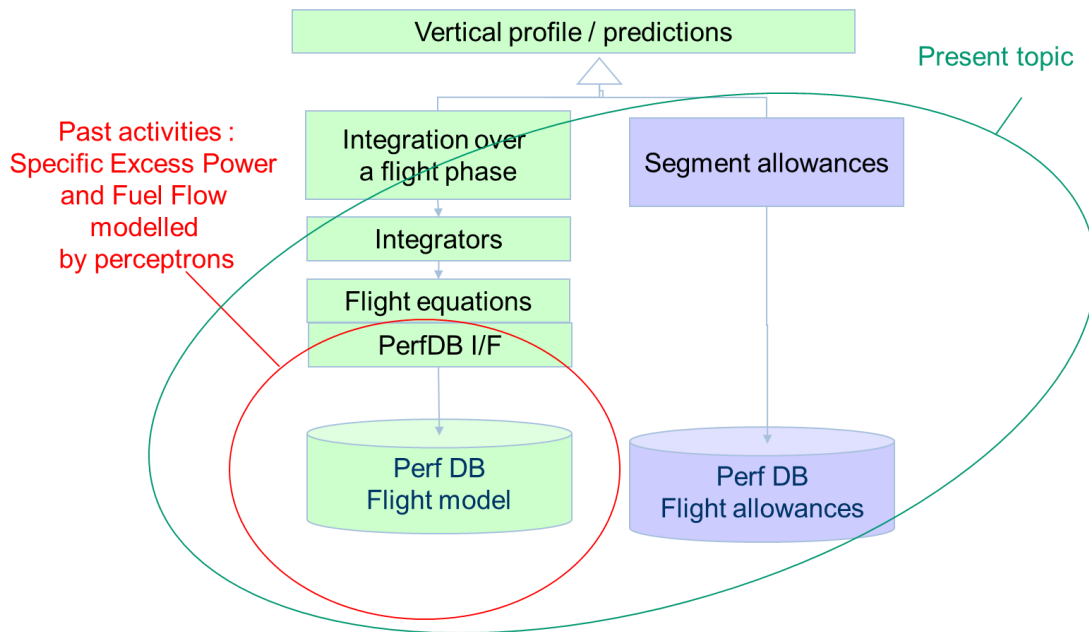 Vertical profile / predictions
Present topic
Past activities :
Specific Excess Power
and Fuel Flow
modelled
by perceptrons
Integration over
a flight phase
Segment allowances
Integrators
Flight equations
PerfDB I/F
Perf DB
Flight model
Perf DB
Flight allowances